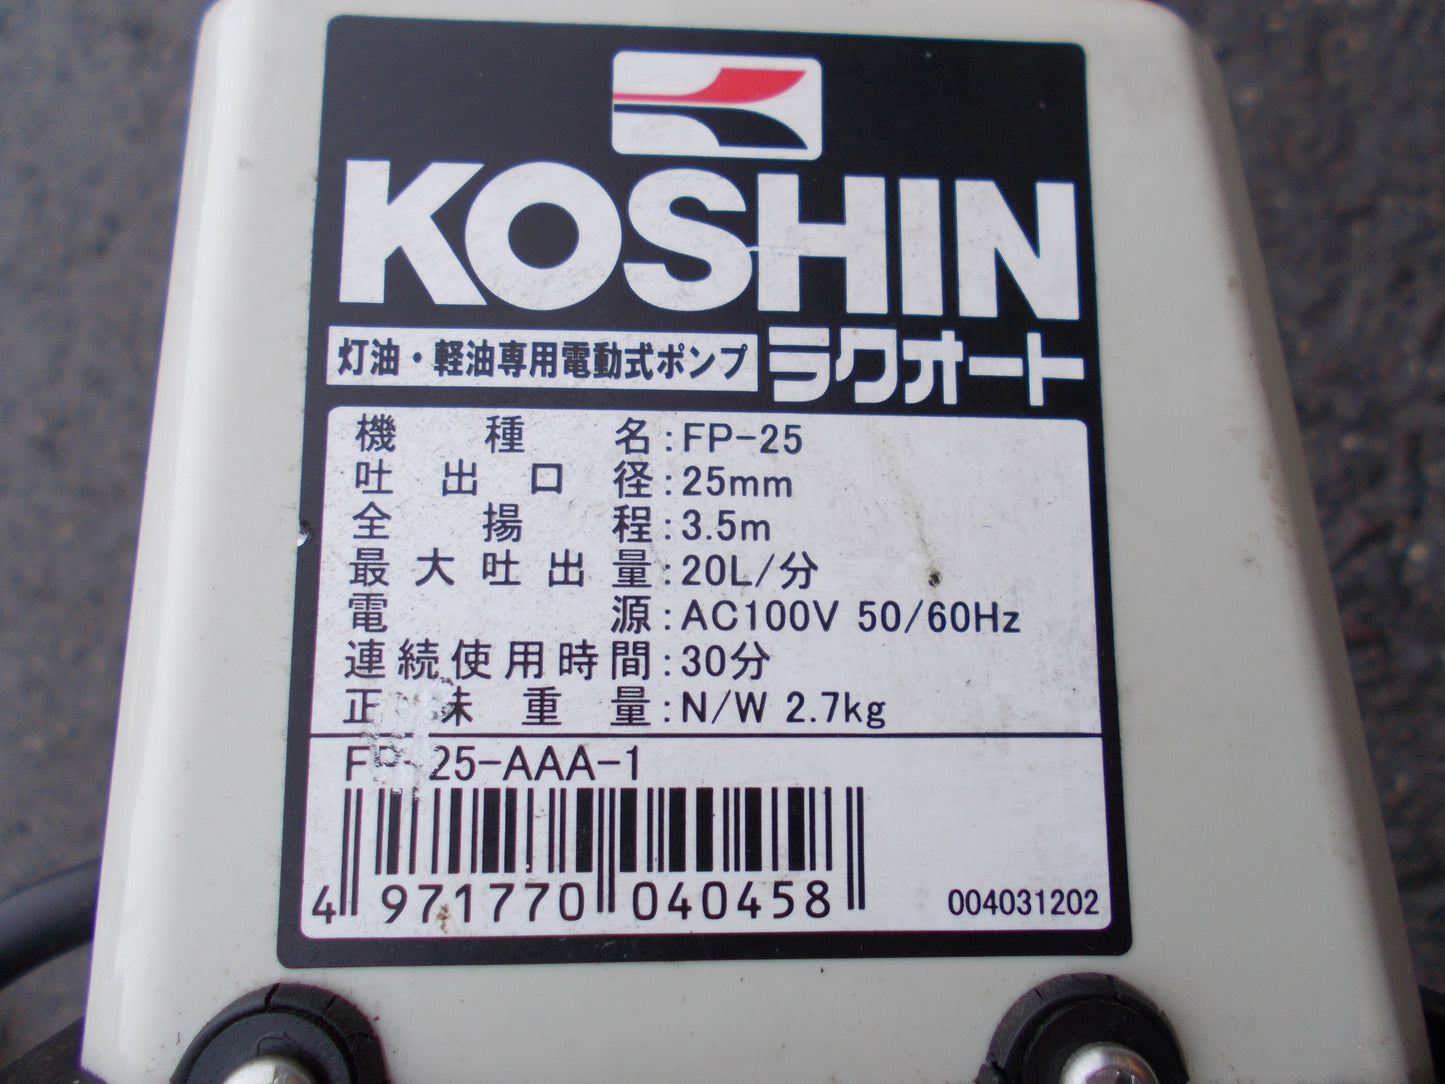 KOSHIN
灯油・軽油専用電動式ポンプ ラクオート
機種名:FP-25
吐出口径:25mm
全揚程:3.5m
最大吐出量:20L/分
電源:AC100V 50/60Hz
連続使用時間:30分
正味重量:N/W 2.7kg
FP-25-AAA-1
4 971770 040458
004031202